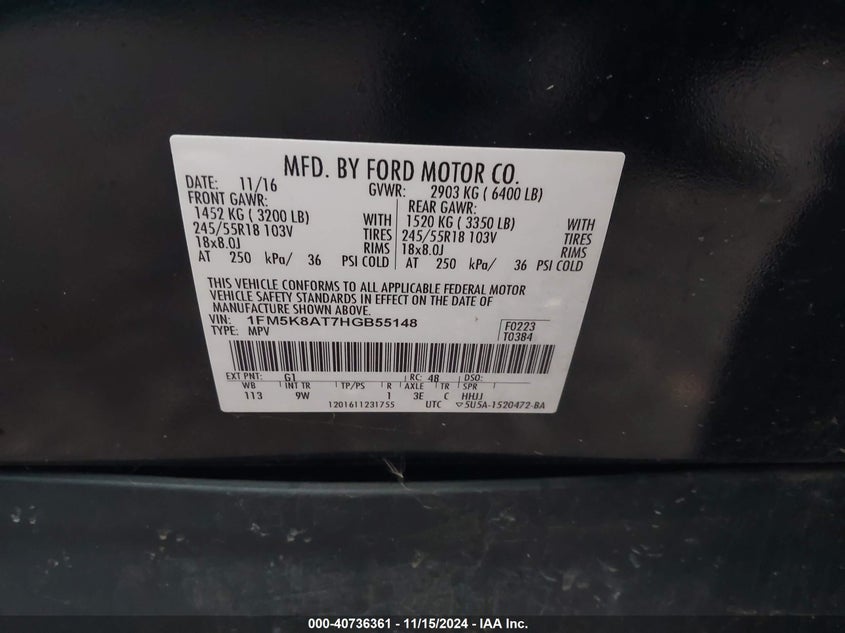 MFD. BY FORD MOTOR CO.
DATE: 11/16 GVWR: 2903 KG ( 6400 LB)
FRONT GAWR: REAR GAWR:
1452 KG ( 3200 LB) WITH 1520 KG ( 3350 LB) WITH
245/55R18 103V TIRES 245/55R18 103V TIRES
18x8.0J RIMS 18x8.0J RIMS
AT 250 kPa/ 36 PSI COLD AT 250 kPa/ 36 PSI COLD
THIS VEHICLE CONFORMS TO ALL APPLICABLE FEDERAL MOTOR
VEHICLE SAFETY STANDARDS IN EFFECT ON THE DATE OF
MANUFACTURE SHOWN ABOVE.
VIN: 1FM5K8AT7HGB55148 F0223
TYPE: MPV T0384
EXT PNT: G1 RC: 48 DSO:
WB INT TR TP/PS R AXLE TR SPR
113 9W 1 3E C HHJJ
1201611231755 UTC ▽5U5A-1520472-BA
000-40736361 - 11/15/2024 - IAA Inc.